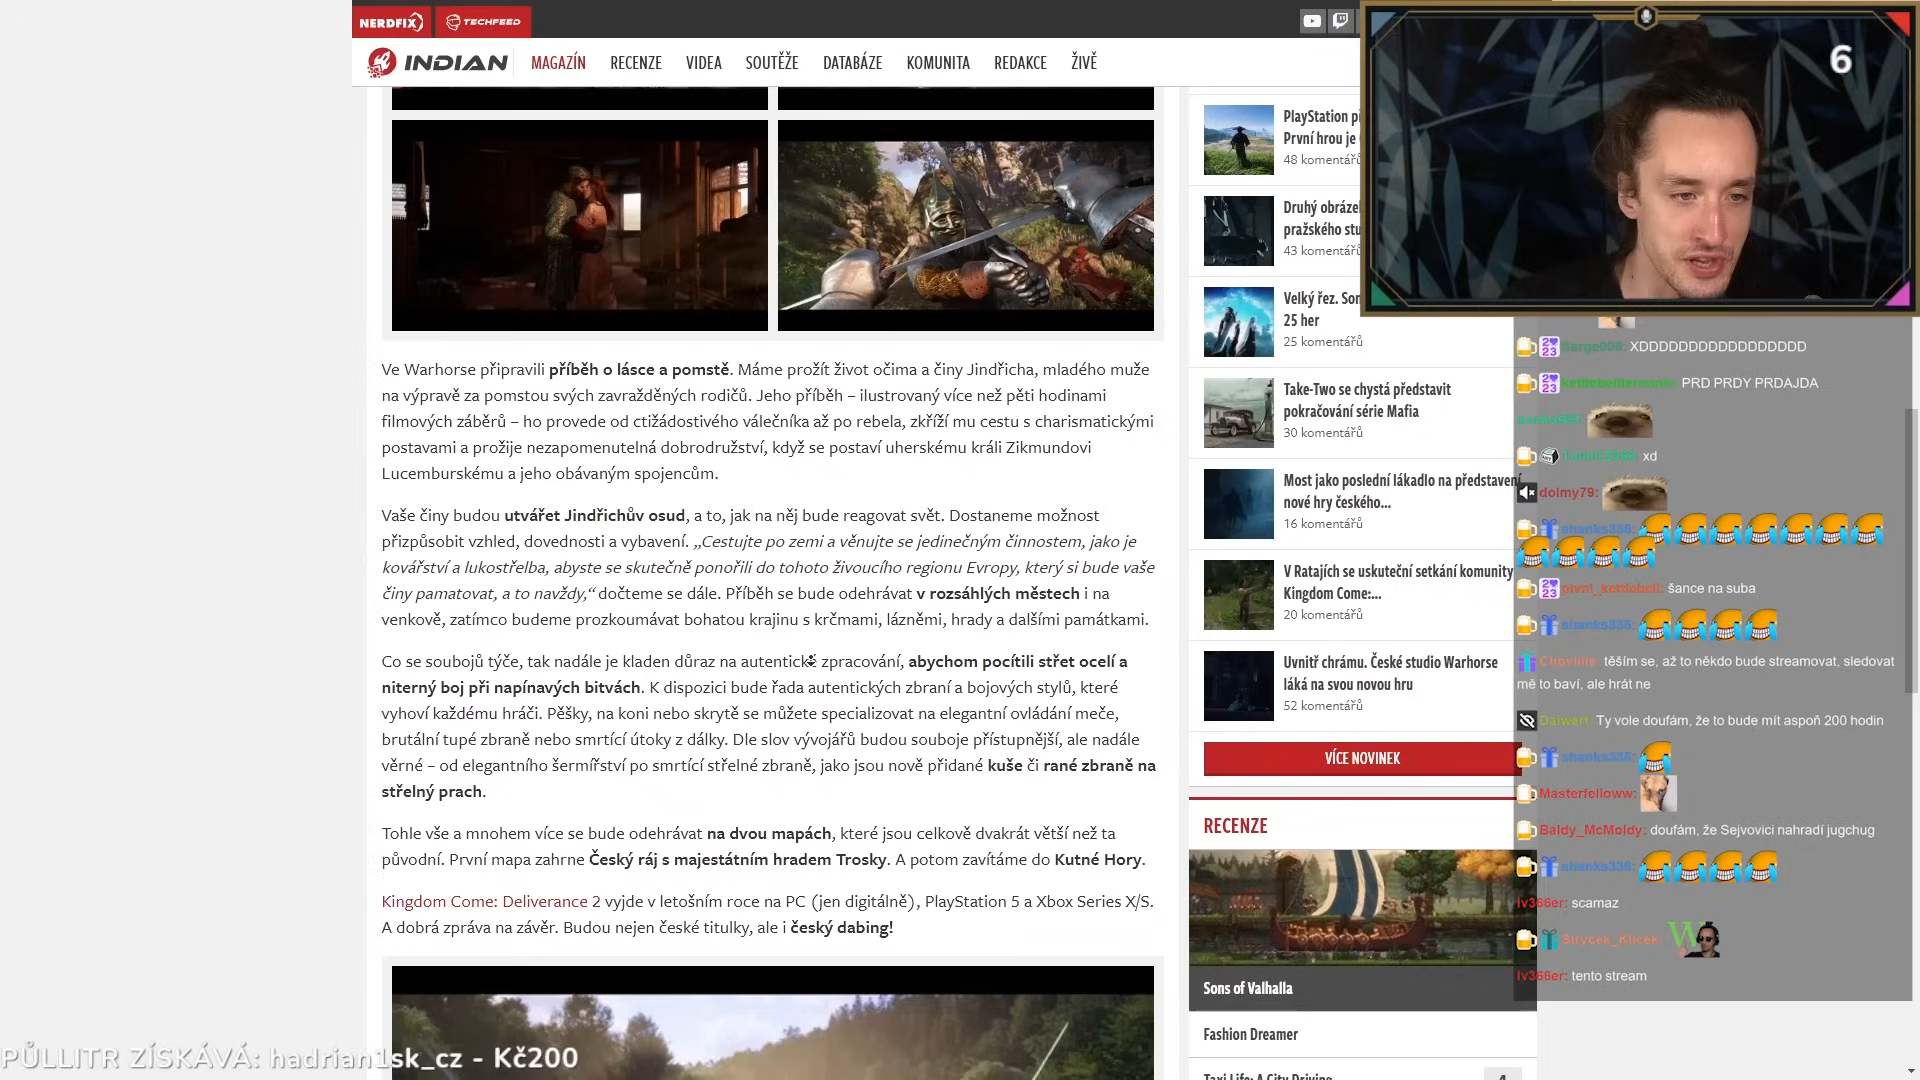 NERDFIX
TECHFEED
INDIAN
MAGAZÍN
RECENZE
VIDEA
SOUTĚŽE
DATABÁZE
KOMUNITA
REDAKCE
ŽIVĚ
Ve Warhorse připravili příběh o lásce a pomstě. Máme prožít život očima a činy Jindřicha, mladého muže
na výpravě za pomstou svých zavražděných rodičů. Jeho příběh – ilustrovaný více než pěti hodinami
filmových záběrů – ho provede od ctižádostivého válečníka až po rebela, zkříží mu cestu s charismatickými
postavami a prožije nezapomenutelná dobrodružství, když se postaví uherskému králi Zikmundovi
Lucemburskému a jeho obávaným spojencům.
Vaše činy budou utvářet Jindřichův osud, a to, jak na něj bude reagovat svět. Dostaneme možnost
přizpůsobit vzhled, dovednosti a vybavení. „Cestujte po zemi a věnujte se jedinečným činnostem, jako je
kovářství a lukostřelba, abyste se skutečně ponořili do tohoto živoucího regionu Evropy, který si bude vaše
činy pamatovat, a to navždy,“ dočteme se dále. Příběh se bude odehrávat v rozsáhlých městech i na
venkově, zatímco budeme prozkoumávat bohatou krajinu s krčmami, lázněmi, hrady a dalšími památkami.
Co se soubojů týče, tak nadále je kladen důraz na autentické zpracování, abychom pocítili střet ocelí a
niterný boj při napínavých bitvách. K dispozici bude řada autentických zbraní a bojových stylů, které
vyhoví každému hráči. Pěšky, na koni nebo skrytě se můžete specializovat na elegantní ovládání meče,
brutální tupé zbraně nebo smrtící útoky z dálky. Dle slov vývojářů budou souboje přístupnější, ale nadále
věrné – od elegantního šermířství po smrtící střelné zbraně, jako jsou nově přidané kuše či rané zbraně na
střelný prach.
Tohle vše a mnohem více se bude odehrávat na dvou mapách, které jsou celkově dvakrát větší než ta
původní. První mapa zahrne Český ráj s majestátním hradem Trosky. A potom zavítáme do Kutné Hory.
Kingdom Come: Deliverance 2 vyjde v letošním roce na PC (jen digitálně), PlayStation 5 a Xbox Series X/S.
A dobrá zpráva na závěr. Budou nejen české titulky, ale i český dabing!
PŮLLITR ZÍSKÁVÁ: hadrian1sk_cz - Kč200
PlayStation
První hrou je
48 komentářů
Druhý obrázek
pražského
43 komentářů
Velký řez.
25 her
25 komentářů
Take-Two se chystá představit
pokračování série Mafia
30 komentářů
Most jako poslední lákadlo na představení
nové hry českého...
16 komentářů
V Ratajích se uskuteční setkání komunity
Kingdom Come:...
20 komentářů
Uvnitř chrámu. České studio Warhorse
láká na svou novou hru
52 komentářů
VÍCE NOVINEK
RECENZE
Sons of Valhalla
Fashion Dreamer
Taxi Life: A City Driving
6
XDDDDDDDDDDDDDDDDD
PRD PRDY PRDAJDA
xd
dolmy79:
shanks336:
pivni_kettlebell: šance na suba
shanks336:
těším se, až to někdo bude streamovat, sledovat
mě to baví, ale hrát ne
Daiwert: Ty vole doufám, že to bude mít aspoň 200 hodin
shanks336:
Masterfelloww:
Baldy_McMoldy: doufám, že Sejvovici nahradí jugchug
shanks336:
lv366er: scamaz
Strycek_Klicek:
lv366er: tento stream